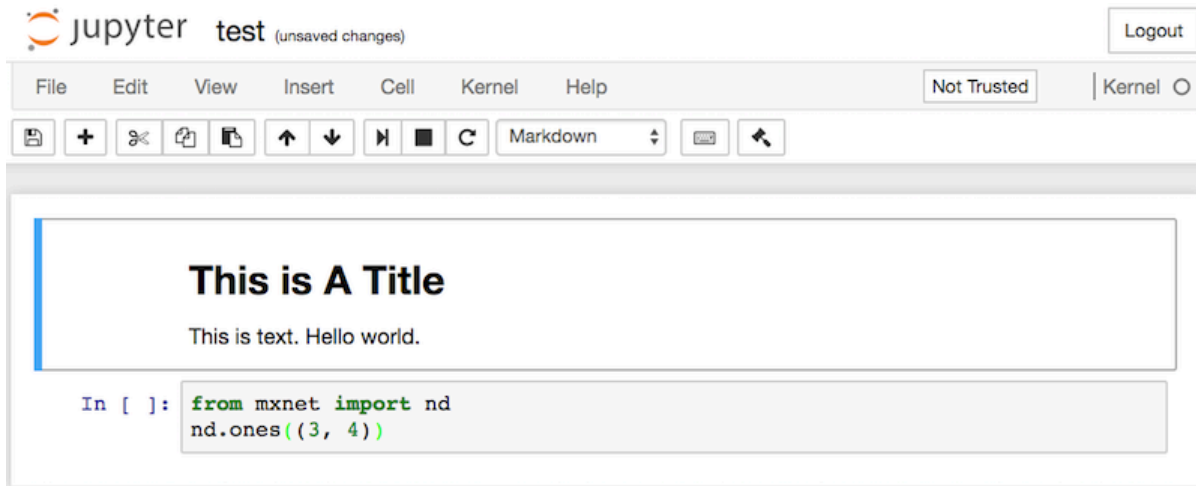 jupyter test (unsaved changes) Logout
File Edit View Insert Cell Kernel Help Not Trusted Kernel
Markdown
This is A Title
This is text. Hello world.
In [ ]: from mxnet import nd
nd.ones((3, 4))